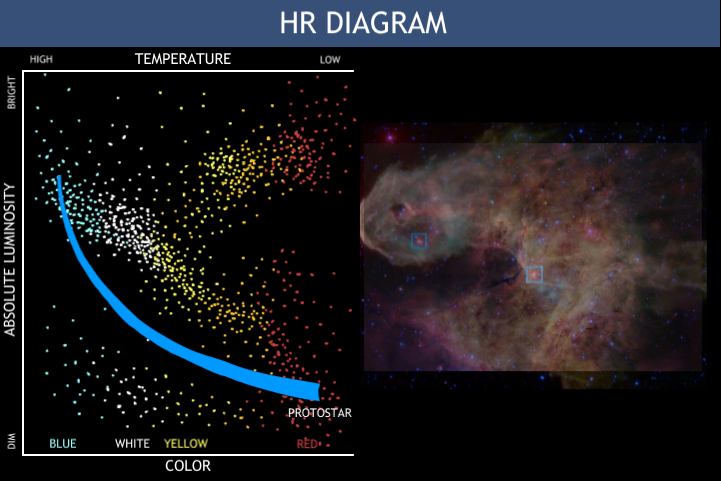 HR DIAGRAM
HIGH
TEMPERATURE
LOW
BRIGHT
ABSOLUTE LUMINOSITY
DIM
PROTOSTAR
BLUE
WHITE
YELLOW
RED
COLOR